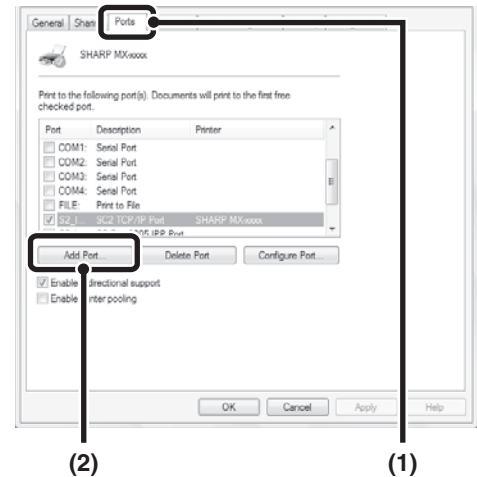 General Shar Ports
SHARP MX-xxxx
Print to the following port(s). Documents will print to the first free
checked port.
Port Description Printer
COM1: Serial Port
COM2: Serial Port
COM3: Serial Port
COM4: Serial Port
FILE: Print to File
S2_I... SC2 TCP/IP Port SHARP MX-xxxx
Add Port... Delete Port Configure Port...
Enable directional support
Enable nter pooling
OK Cancel Apply Help
(2) (1)